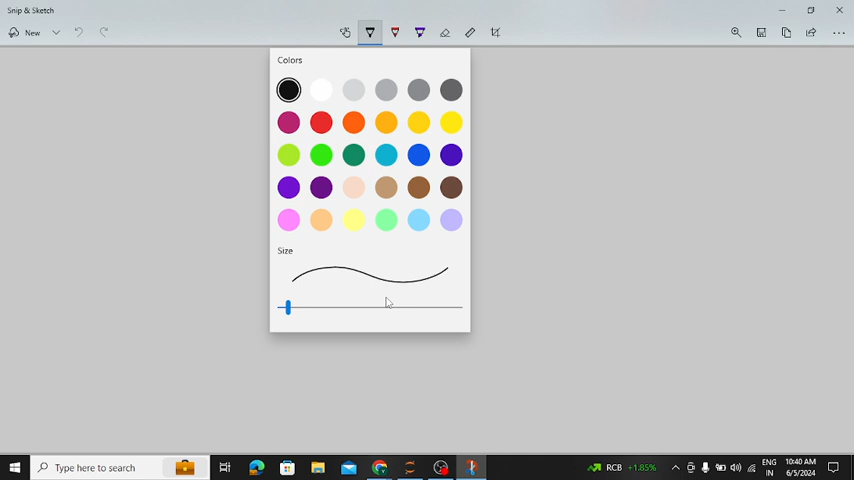 Snip & Sketch
New
Colors
Size
Type here to search
RCB +1.85%
ENG
IN
10:40 AM
6/5/2024